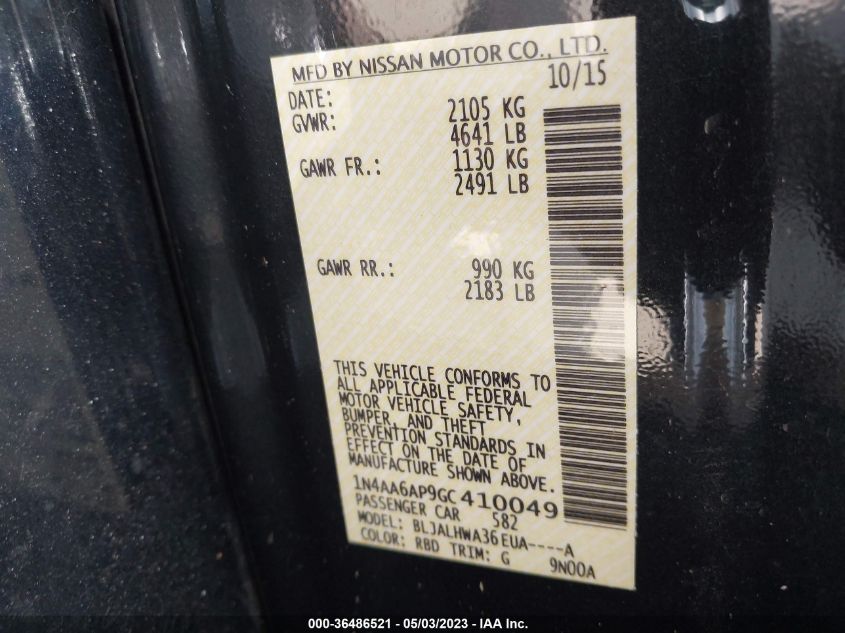 MFD BY NISSAN MOTOR CO., LTD.
DATE: 10/15
GVWR: 2105 KG
4641 LB
GAWR FR.: 1130 KG
2491 LB
GAWR RR.: 990 KG
2183 LB
THIS VEHICLE CONFORMS TO
ALL APPLICABLE FEDERAL
MOTOR VEHICLE SAFETY,
BUMPER, AND THEFT
PREVENTION STANDARDS IN
EFFECT ON THE DATE OF
MANUFACTURE SHOWN ABOVE.
1N4AA6AP9GC410049
PASSENGER CAR 582
MODEL: BLJALHWA36EUA----A
COLOR: RBD TRIM: G 9N00A
000-36486521 - 05/03/2023 - IAA Inc.